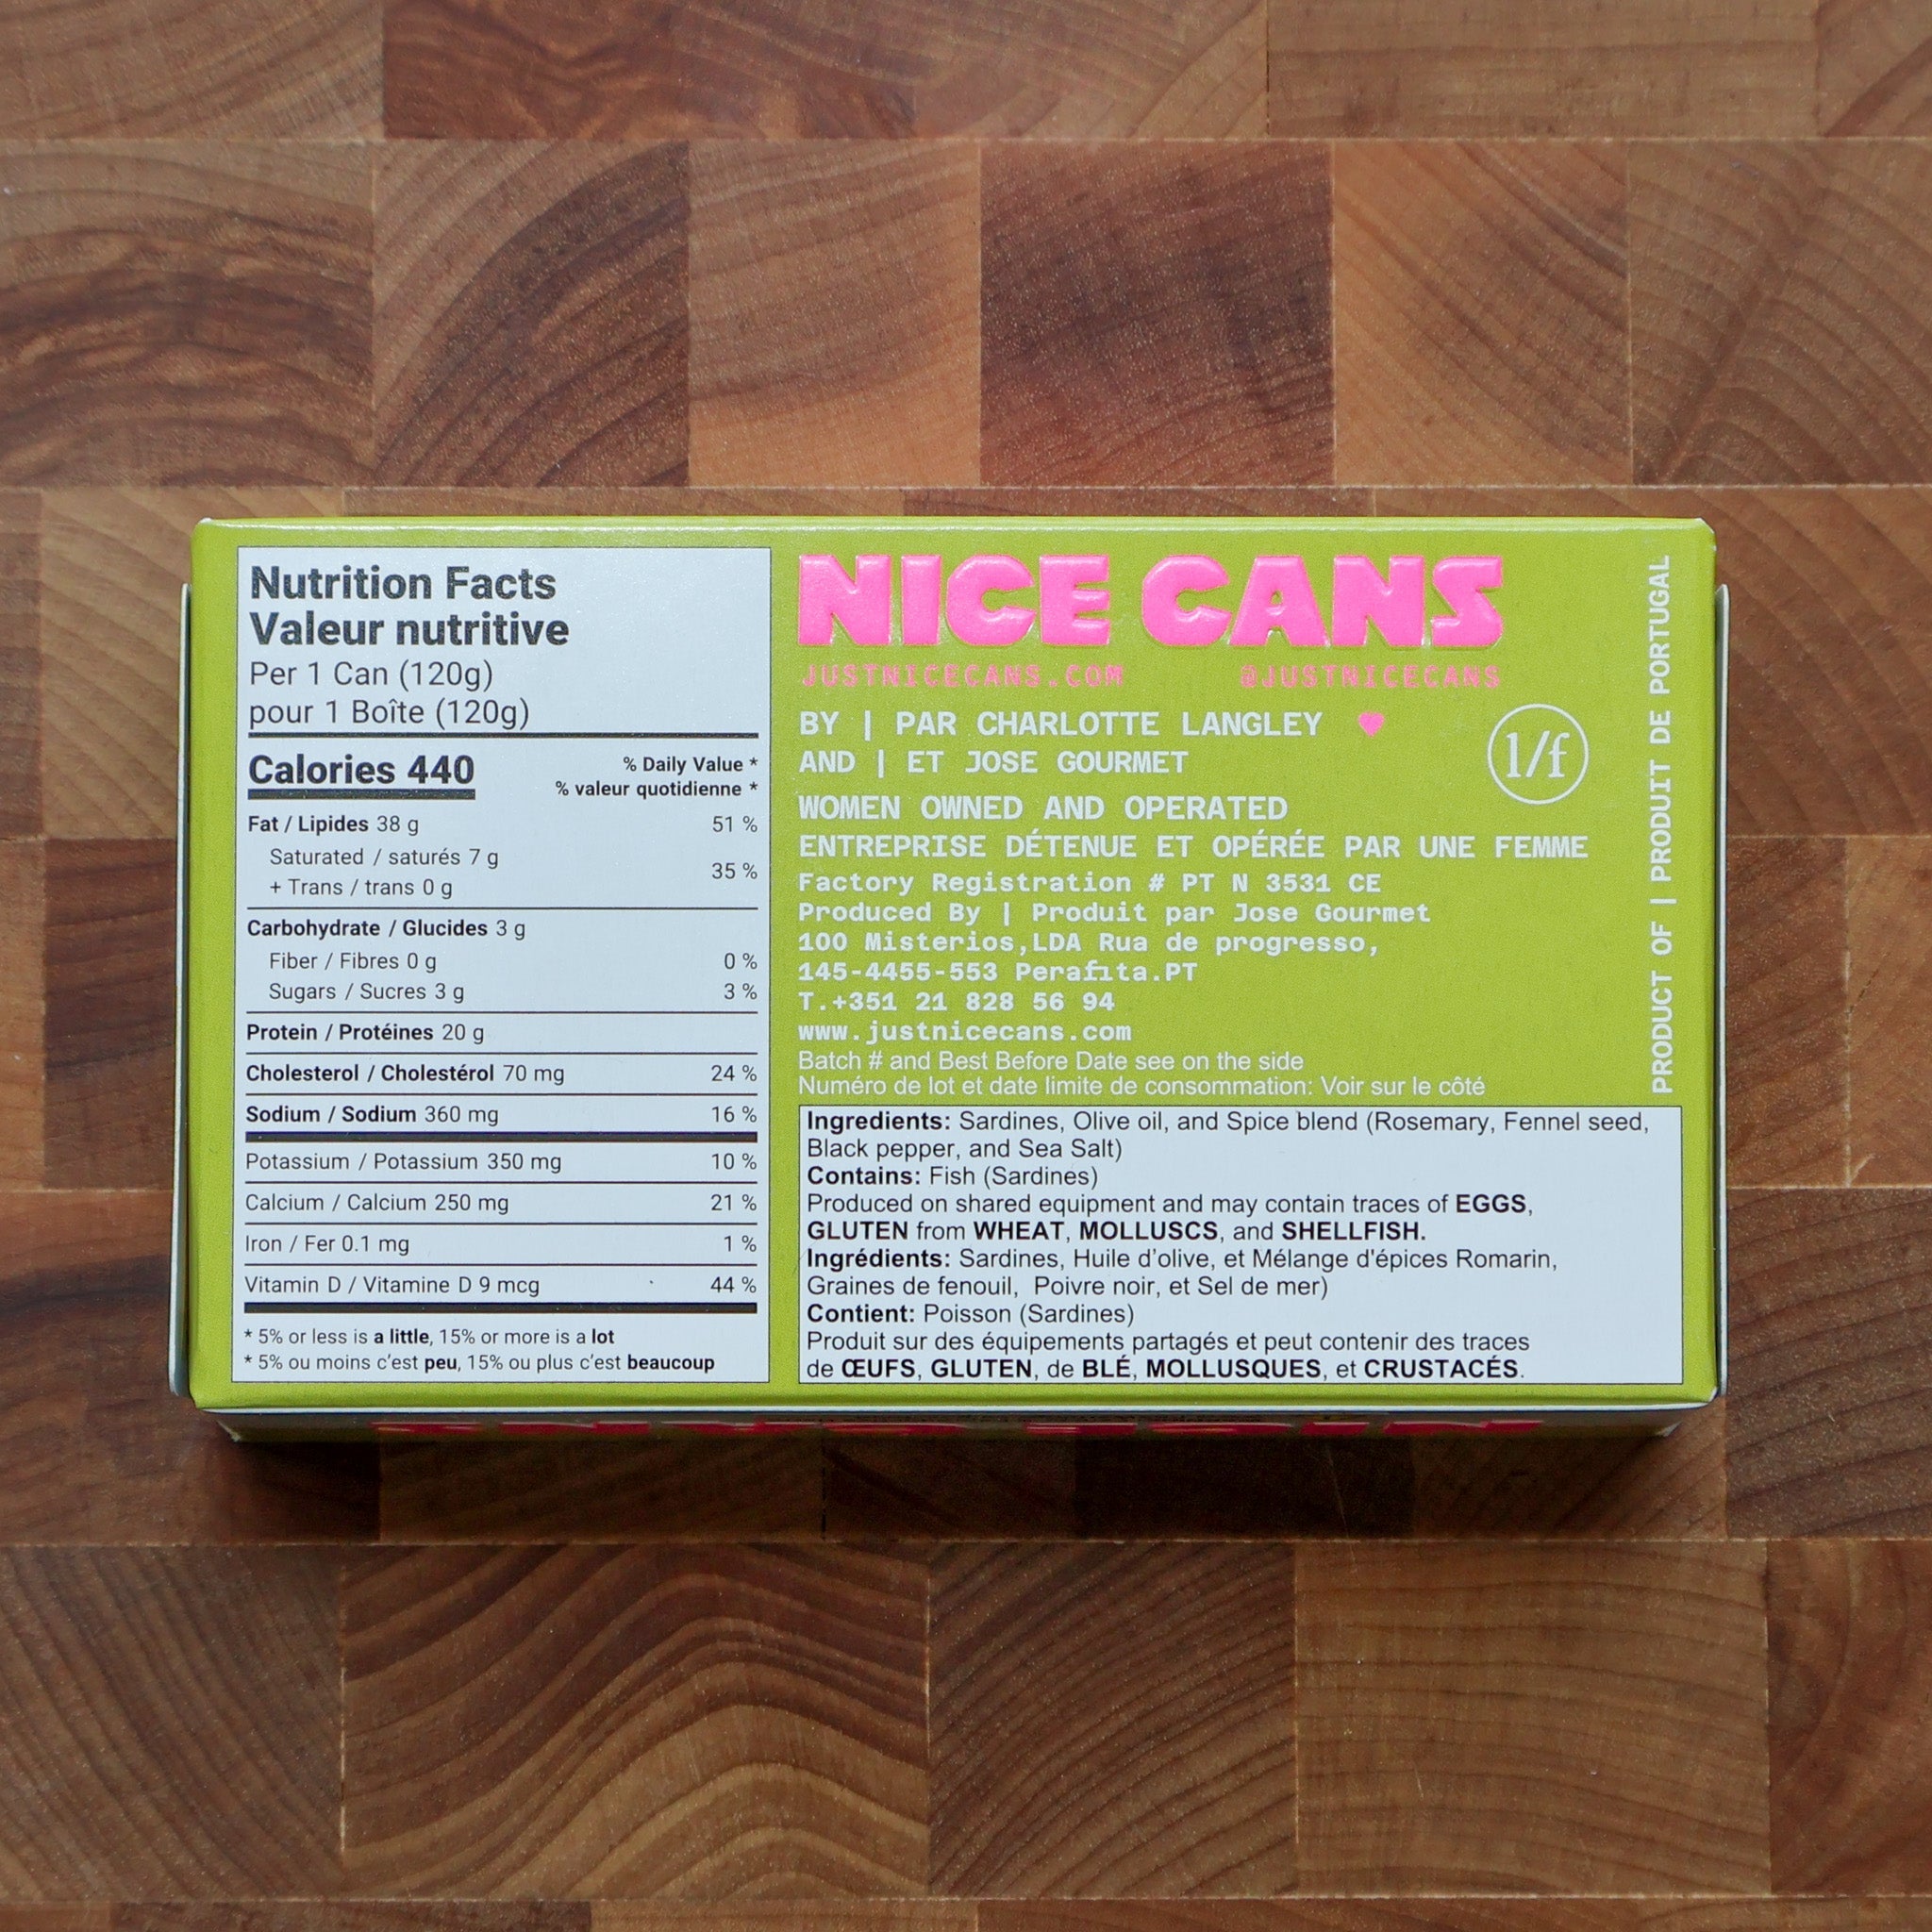 Nutrition Facts
Valeur nutritive
Per 1 Can (120g)
pour 1 Boîte (120g)
Calories 440
% Daily Value *
% valeur quotidienne *
Fat / Lipides 38 g 51 %
Saturated / saturés 7 g
+ Trans / trans 0 g
35 %
Carbohydrate / Glucides 3 g
Fiber / Fibres 0 g 0 %
Sugars / Sucres 3 g 3 %
Protein / Protéines 20 g
Cholesterol / Cholestérol 70 mg 24 %
Sodium / Sodium 360 mg 16 %
Potassium / Potassium 350 mg 10 %
Calcium / Calcium 250 mg 21 %
Iron / Fer 0.1 mg 1 %
Vitamin D / Vitamine D 9 mcg 44 %
* 5% or less is a little, 15% or more is a lot
* 5% ou moins c'est peu, 15% ou plus c'est beaucoup
NICE CANS
JUSTNICECANS.COM @JUSTNICECANS
BY | PAR CHARLOTTE LANGLEY
AND | ET JOSE GOURMET
1/f
WOMEN OWNED AND OPERATED
ENTREPRISE DÉTENUE ET OPÉRÉE PAR UNE FEMME
Factory Registration # PT N 3531 CE
Produced By | Produit par Jose Gourmet
100 Misterios,LDA Rua de progresso,
145-4455-553 Perafita.PT
T.+351 21 828 56 94
www.justnicecans.com
Batch # and Best Before Date see on the side
Numéro de lot et date limite de consommation: Voir sur le côté
PRODUCT OF | PRODUIT DE PORTUGAL
Ingredients: Sardines, Olive oil, and Spice blend (Rosemary, Fennel seed,
Black pepper, and Sea Salt)
Contains: Fish (Sardines)
Produced on shared equipment and may contain traces of EGGS,
GLUTEN from WHEAT, MOLLUSCS, and SHELLFISH.
Ingrédients: Sardines, Huile d'olive, et Mélange d'épices Romarin,
Graines de fenouil, Poivre noir, et Sel de mer)
Contient: Poisson (Sardines)
Produit sur des équipements partagés et peut contenir des traces
de ŒUFS, GLUTEN, de BLÉ, MOLLUSQUES, et CRUSTACÉS.